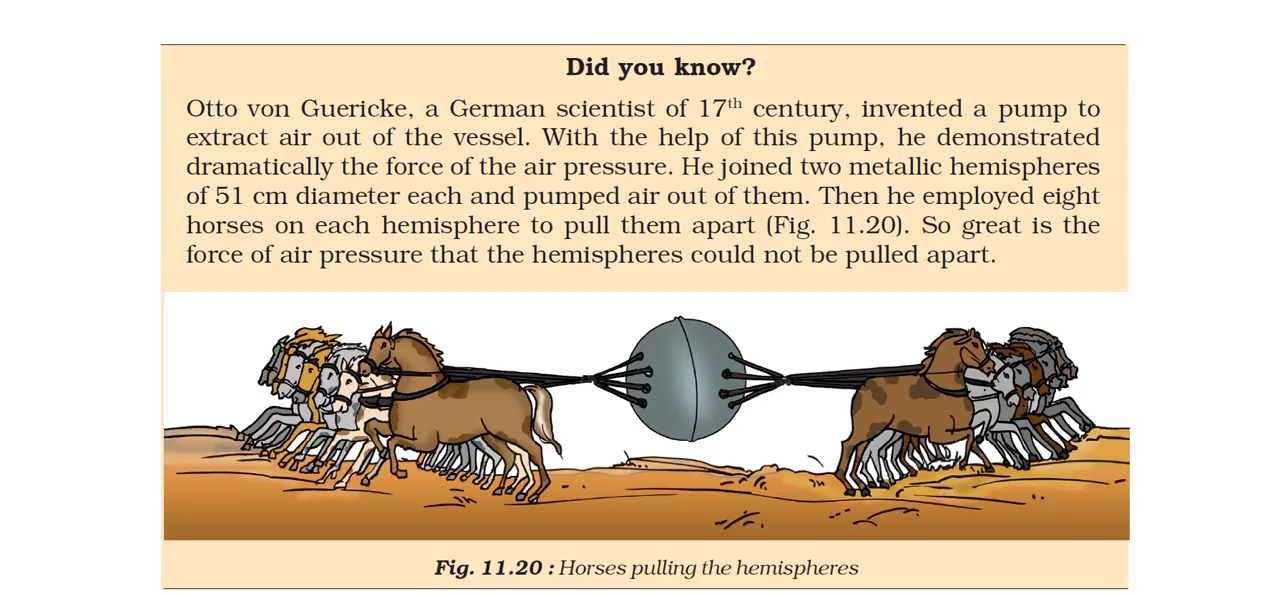 Did you know?
Otto von Guericke, a German scientist of 17th century, invented a pump to
extract air out of the vessel. With the help of this pump, he demonstrated
dramatically the force of the air pressure. He joined two metallic hemispheres
of 51 cm diameter each and pumped air out of them. Then he employed eight
horses on each hemisphere to pull them apart (Fig. 11.20). So great is the
force of air pressure that the hemispheres could not be pulled apart.
Fig. 11.20 : Horses pulling the hemispheres